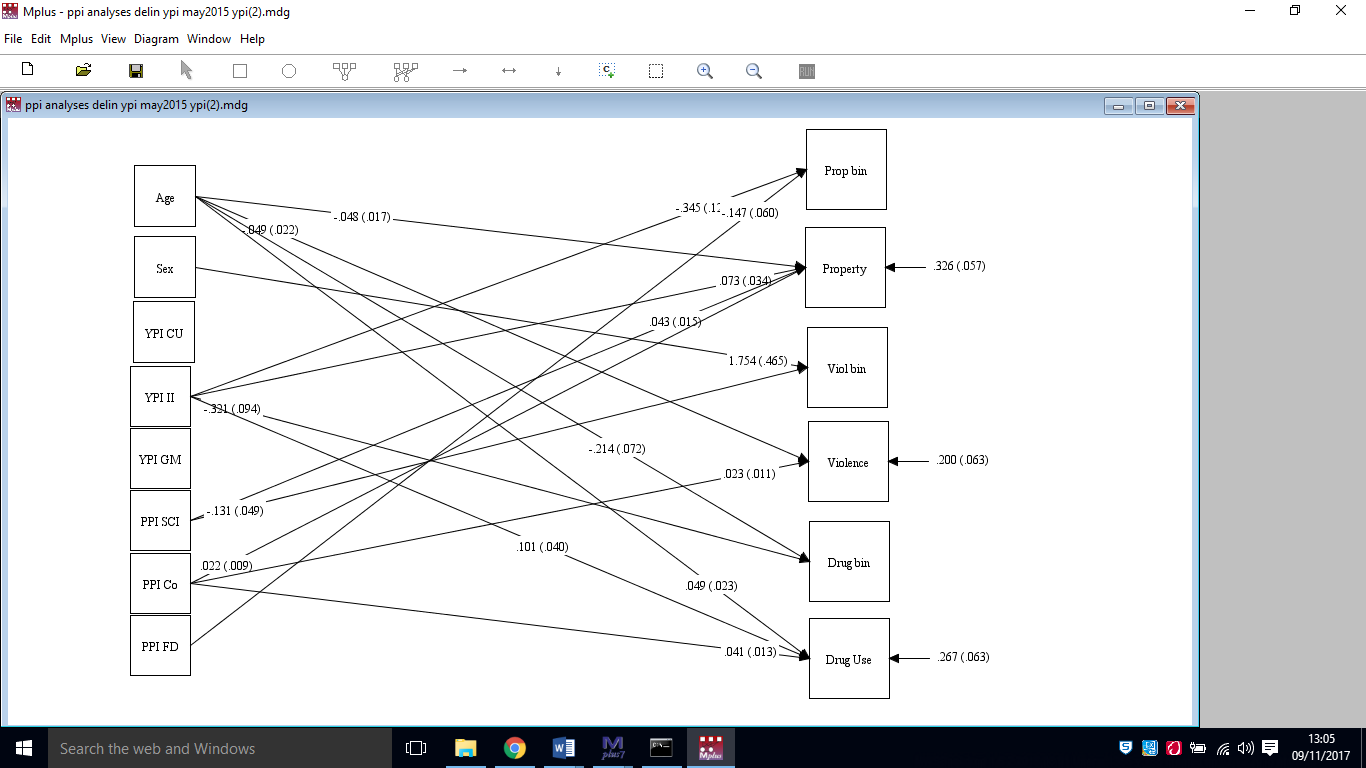 Mplus - ppi analyses delin ypi may2015 ypi(2).mdg
File Edit Mplus View Diagram Window Help
ppi analyses delin ypi may2015 ypi(2).mdg
Age
Sex
YPI CU
YPI II
YPI GM
PPI SCI
PPI Co
PPI FD
-.048 (.017)
-.049 (.022)
-.345
-.147 (.060)
.073 (.034)
.043 (.015)
1.754 (.465)
-.321 (.094)
-.214 (.072)
.023 (.011)
-.131 (.049)
.101 (.040)
.022 (.009)
.049 (.023)
.041 (.013)
Prop bin
Property
.326 (.057)
Viol bin
Violence
.200 (.063)
Drug bin
Drug Use
.267 (.063)
Search the web and Windows
13:05
09/11/2017